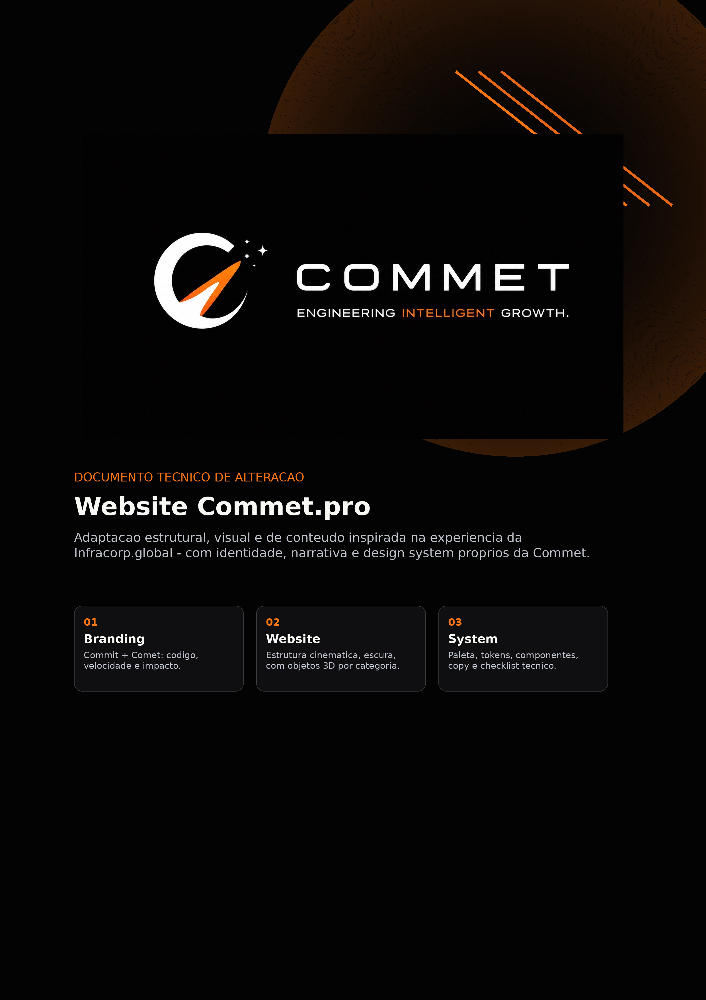 COMMET
ENGINEERING INTELLIGENT GROWTH.
DOCUMENTO TECNICO DE ALTERACAO
Website Commet.pro
Adaptacao estrutural, visual e de conteudo inspirada na experiencia da
Infracorp.global - com identidade, narrativa e design system proprios da Commet.
01
Branding
Commit + Comet: codigo,
velocidade e impacto.
02
Website
Estrutura cinematica, escura,
com objetos 3D por categoria.
03
System
Paleta, tokens, componentes,
copy e checklist tecnico.